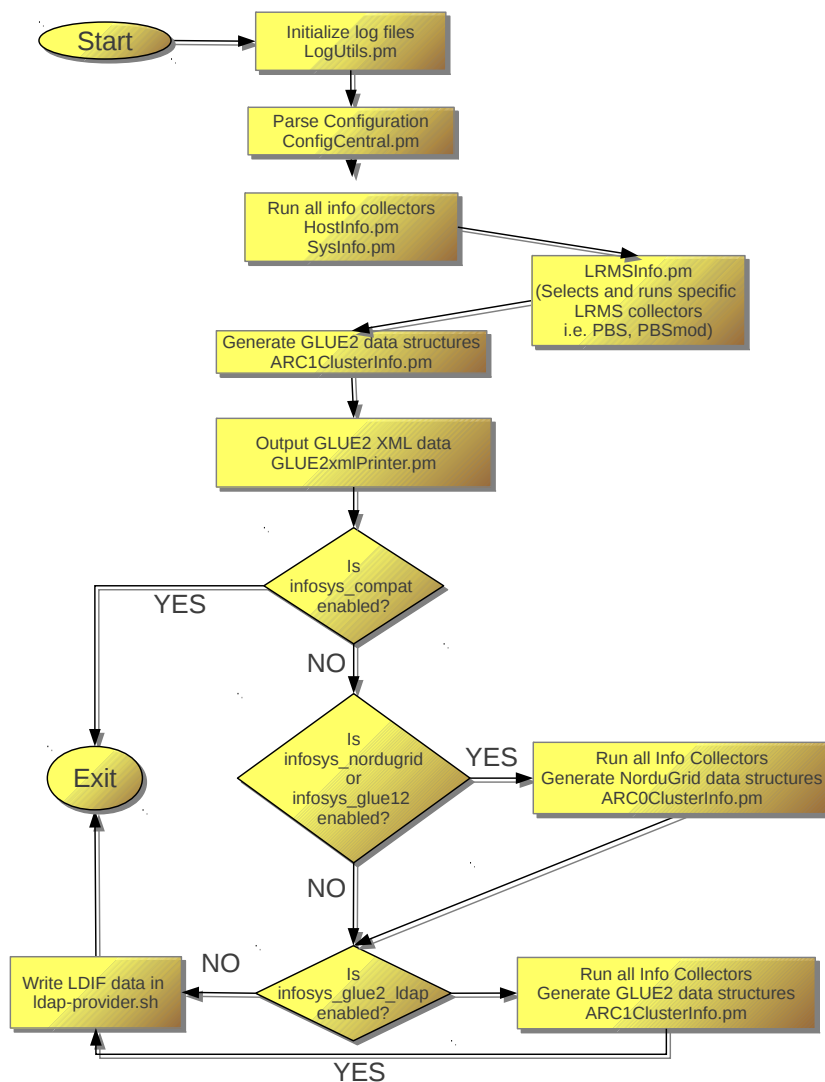 Start
Initialize log files
LogUtils.pm
Parse Configuration
ConfigCentral.pm
Run all info collectors
HostInfo.pm
SysInfo.pm
LRMSInfo.pm
(Selects and runs specific
LRMS collectors
i.e. PBS, PBSmod)
Generate GLUE2 data structures
ARC1ClusterInfo.pm
Output GLUE2 XML data
GLUE2xmlPrinter.pm
Is
infosys_compat
enabled?
YES
NO
Is
infosys_nordugrid
or
infosys_glue12
enabled?
YES
Run all Info Collectors
Generate NorduGrid data structures
ARC0ClusterInfo.pm
Exit
NO
Is
infosys_glue2_ldap
enabled?
NO
Write LDIF data in
ldap-provider.sh
Run all Info Collectors
Generate GLUE2 data structures
ARC1ClusterInfo.pm
YES